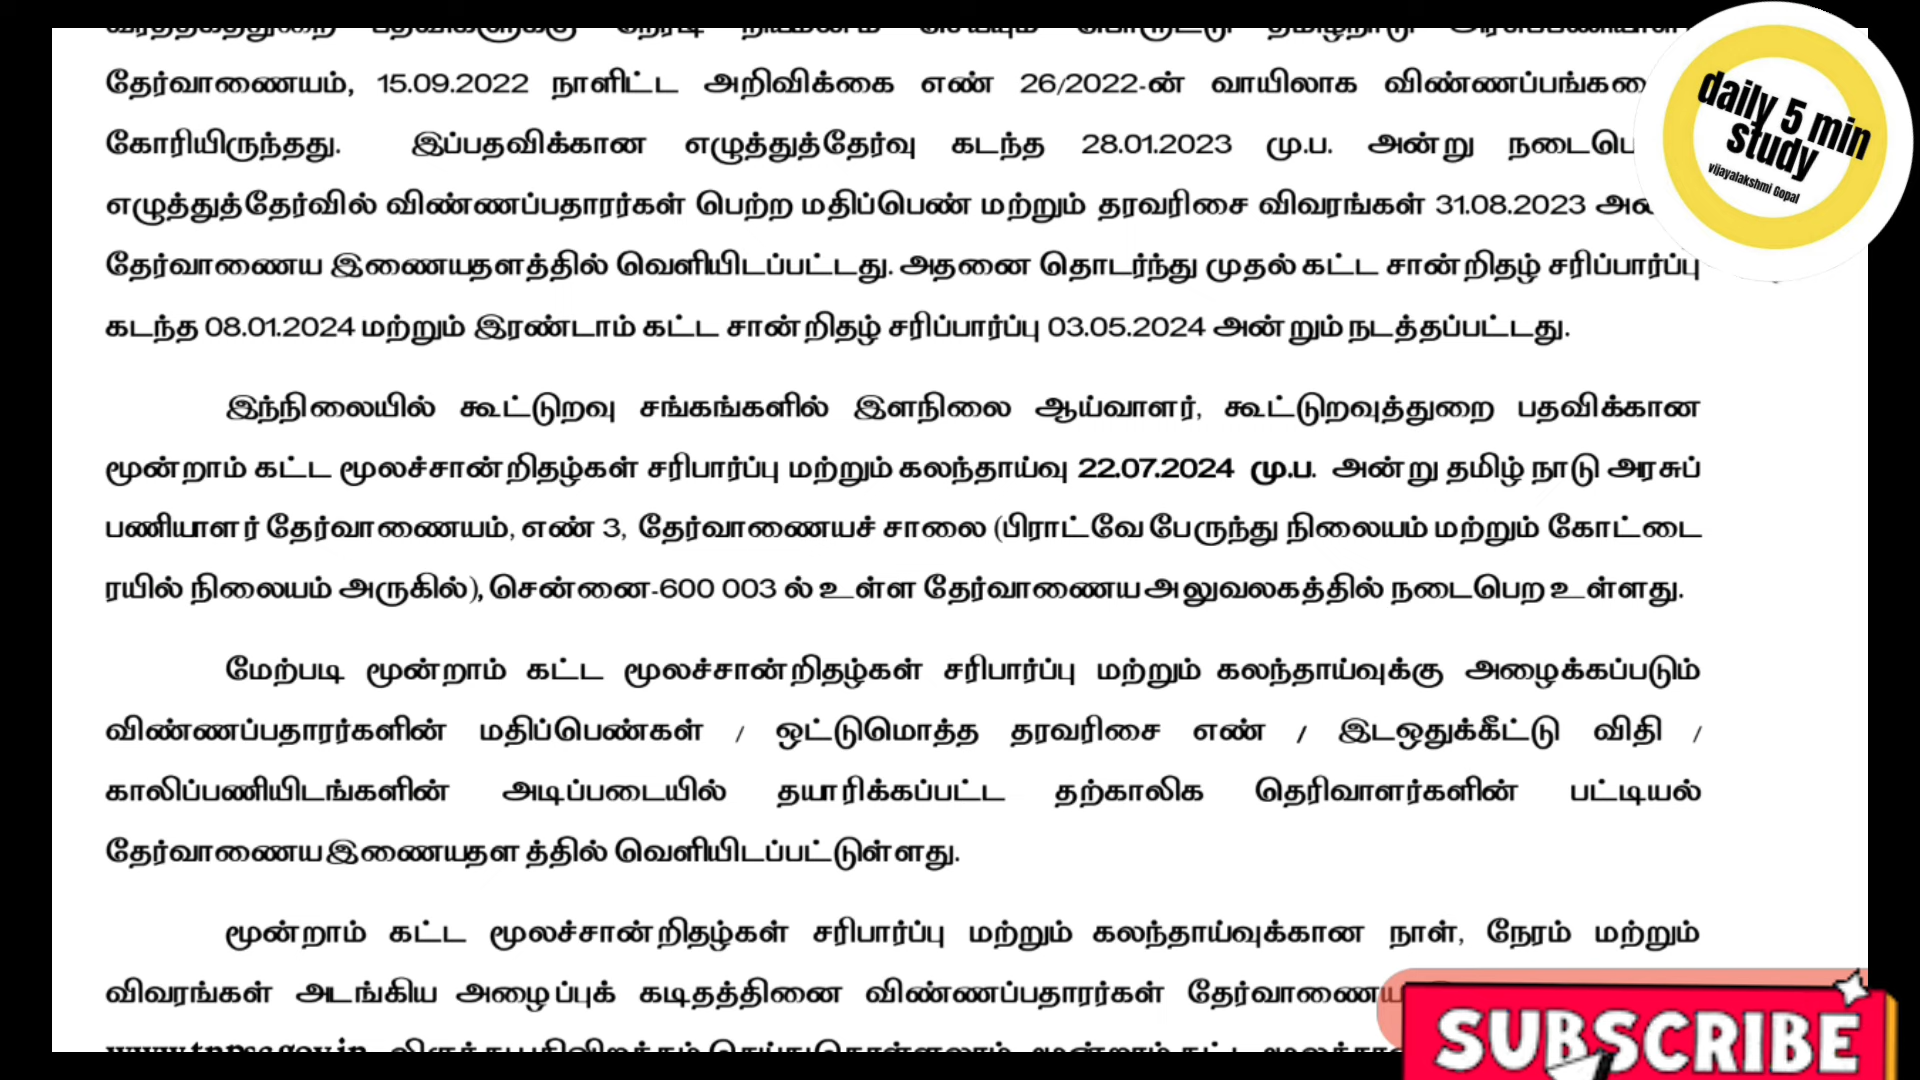 தேர்வாணையம், 15.09.2022 நாளிட்ட அறிவிக்கை எண் 26/2022-ன் வாயிலாக
கோரியிருந்தது. இப்பதவிக்கான எழுத்துத்தேர்வு கடந்த 28.01.2023 மு.ப. அன்று
எழுத்துத்தேர்வில் விண்ணப்பதாரர்கள் பெற்ற மதிப்பெண் மற்றும் தரவரிசை விவரங்கள் 31.08.2023
தேர்வாணைய இணையதளத்தில் வெளியிடப்பட்டது. அதனை தொடர்ந்து முதல் கட்ட சான்றிதழ் சரிப்பார்ப்பு
கடந்த 08.01.2024 மற்றும் இரண்டாம் கட்ட சான்றிதழ் சரிப்பார்ப்பு 03.05.2024 அன்றும் நடத்தப்பட்டது.
இந்நிலையில் கூட்டுறவு சங்கங்களில் இளநிலை ஆய்வாளர், கூட்டுறவுத்துறை பதவிக்கான
மூன்றாம் கட்ட மூலச்சான்றிதழ்கள் சரிபார்ப்பு மற்றும் கலந்தாய்வு 22.07.2024 மு.ப. அன்று தமிழ் நாடு அரசுப்
பணியாளர் தேர்வாணையம், எண் 3, தேர்வாணையச் சாலை (பிராட்வே பேருந்து நிலையம் மற்றும் கோட்டை
ரயில் நிலையம் அருகில்), சென்னை-600 003 ல் உள்ள தேர்வாணைய அலுவலகத்தில் நடைபெற உள்ளது.
மேற்படி மூன்றாம் கட்ட மூலச்சான்றிதழ்கள் சரிபார்ப்பு மற்றும் கலந்தாய்வுக்கு அழைக்கப்படும்
விண்ணப்பதாரர்களின் மதிப்பெண்கள் / ஒட்டுமொத்த தரவரிசை எண் / இடஒதுக்கீட்டு விதி /
காலிப்பணியிடங்களின் அடிப்படையில் தயாரிக்கப்பட்ட தற்காலிக தெரிவாளர்களின் பட்டியல்
தேர்வாணைய இணையதளத்தில் வெளியிடப்பட்டுள்ளது.
மூன்றாம் கட்ட மூலச்சான்றிதழ்கள் சரிபார்ப்பு மற்றும் கலந்தாய்வுக்கான நாள், நேரம் மற்றும்
விவரங்கள் அடங்கிய அழைப்புக் கடிதத்தினை விண்ணப்பதாரர்கள் தேர்வாணைய
daily 5 min
study
vijayalakshmi Gopal
SUBSCRIBE